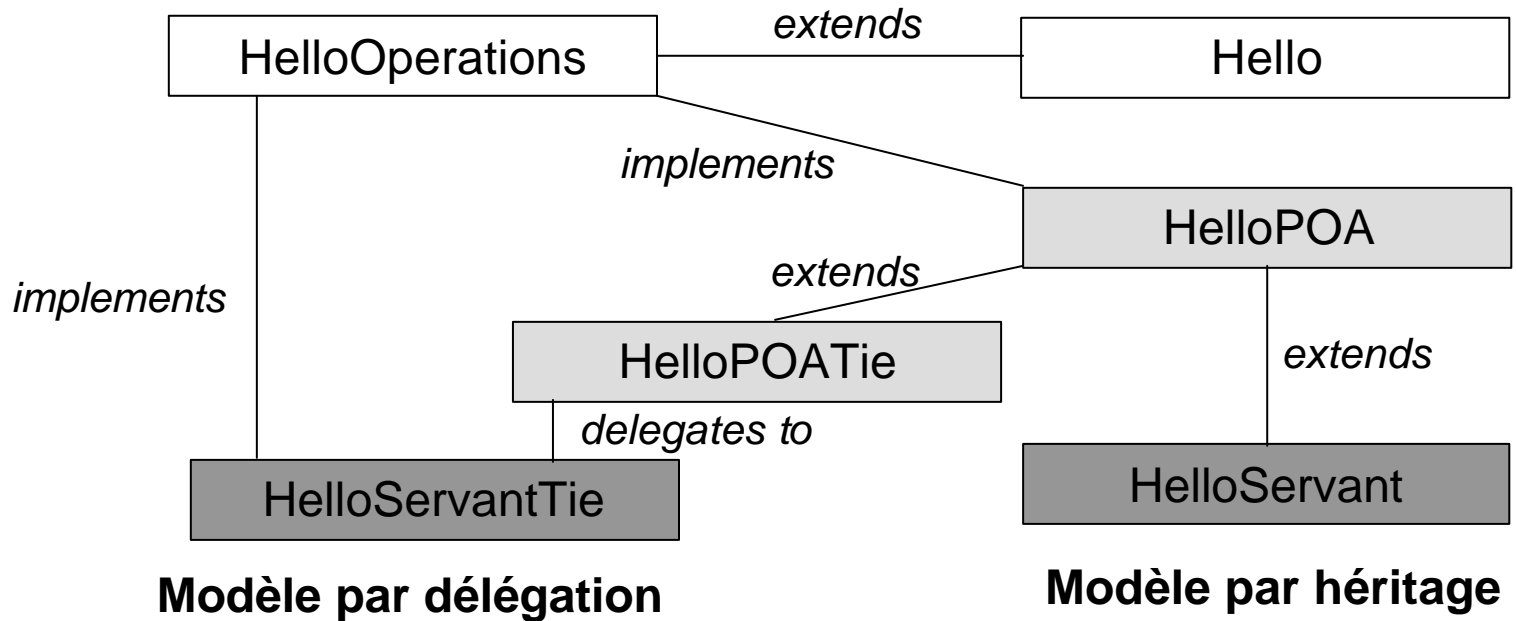 extends
HelloOperations
Hello
implements
HelloPOA
extends
implements
HelloPOATie
extends
delegates to
HelloServantTie
HelloServant
Modèle par délégation
Modèle par héritage